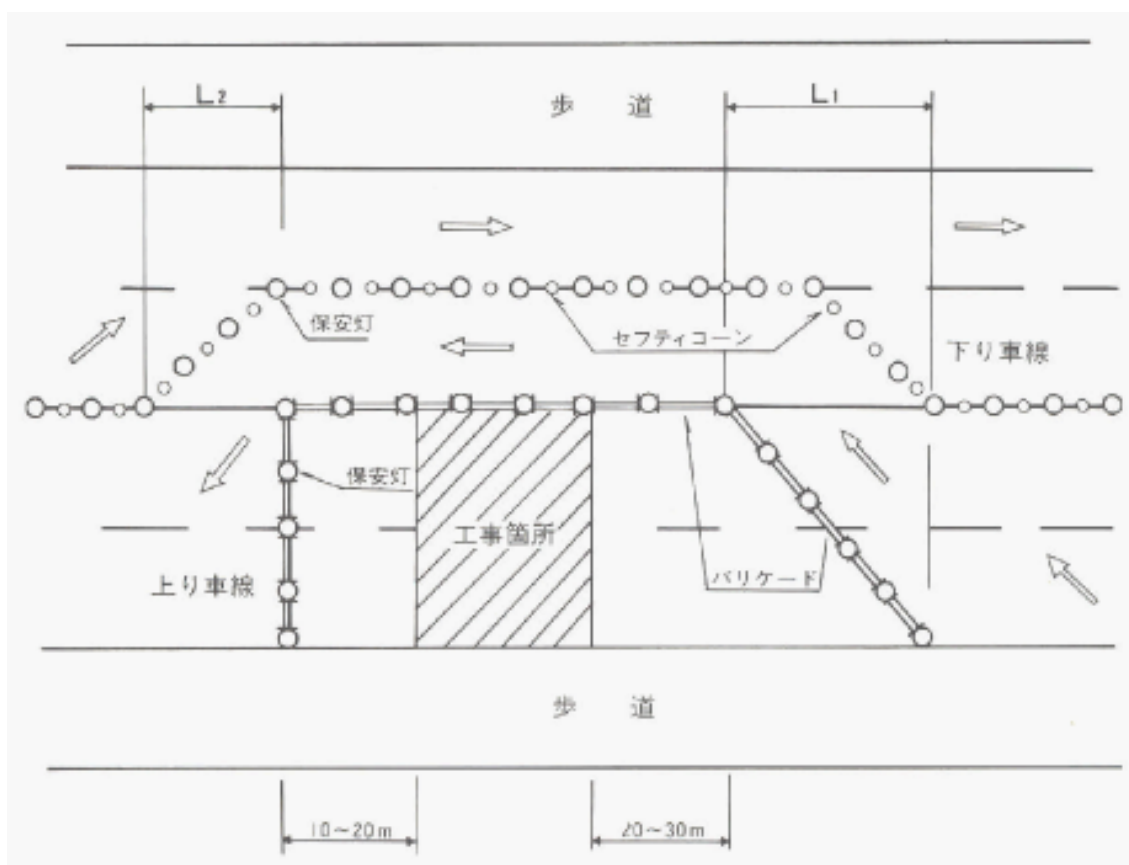 L2
L1
歩 道
保安灯
セフティコーン
下り車線
保安灯
工事箇所
バリケード
上り車線
歩 道
10〜20m
20〜30m